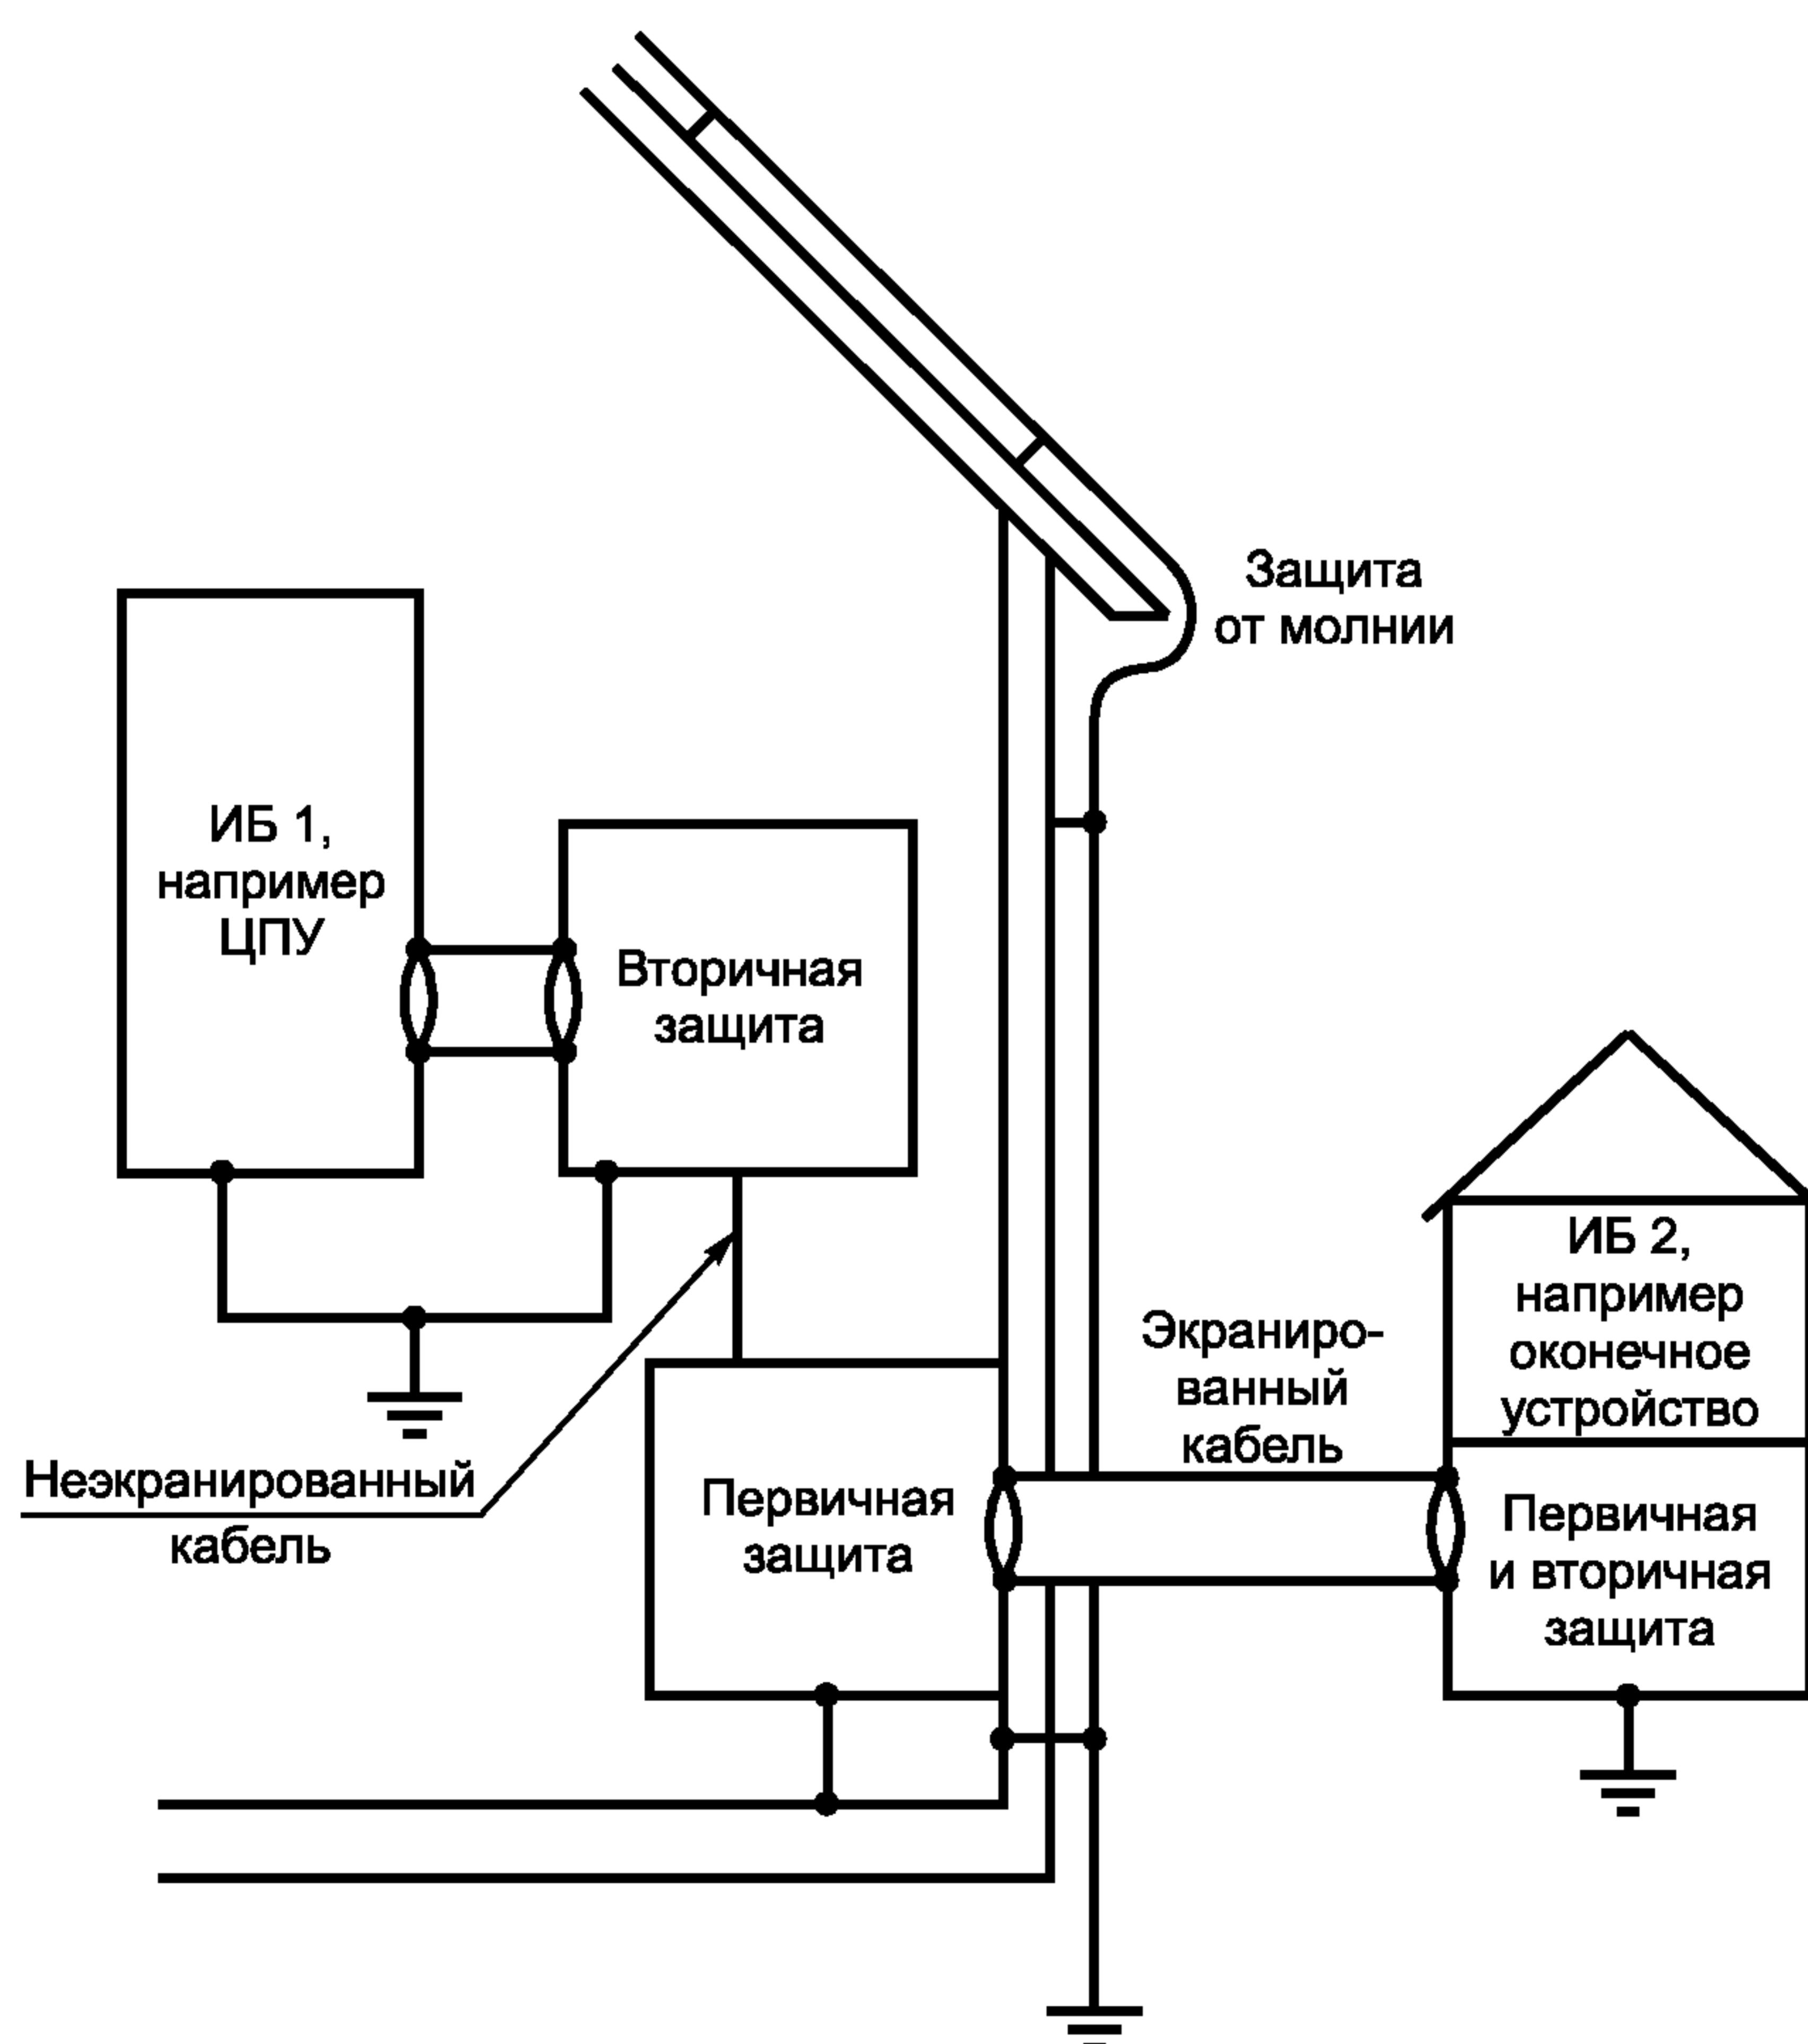 Защита
от молнии
ИБ 1,
например
ЦПУ
Вторичная
защита
ИБ 2,
например
оконечное
устройство
Экраниро-
ванный
кабель
Неэкранированный
кабель
Первичная
защита
Первичная
и вторичная
защита